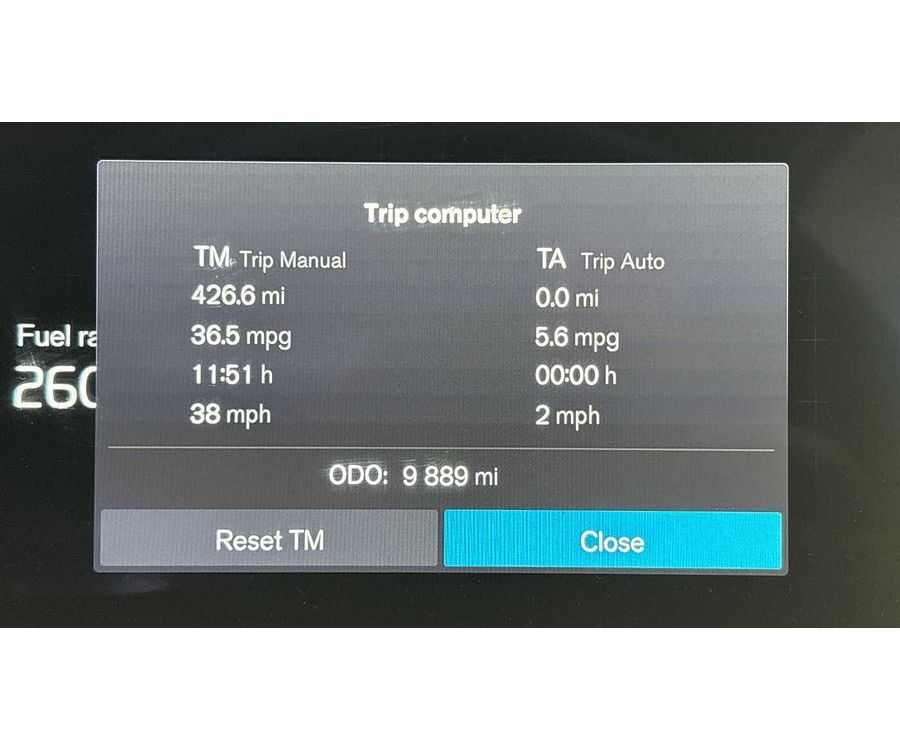 Trip computer
TM Trip Manual
426.6 mi
36.5 mpg
11:51 h
38 mph
TA Trip Auto
0.0 mi
5.6 mpg
00:00 h
2 mph
Fuel ra
260
ODO: 9 889 mi
Reset TM
Close